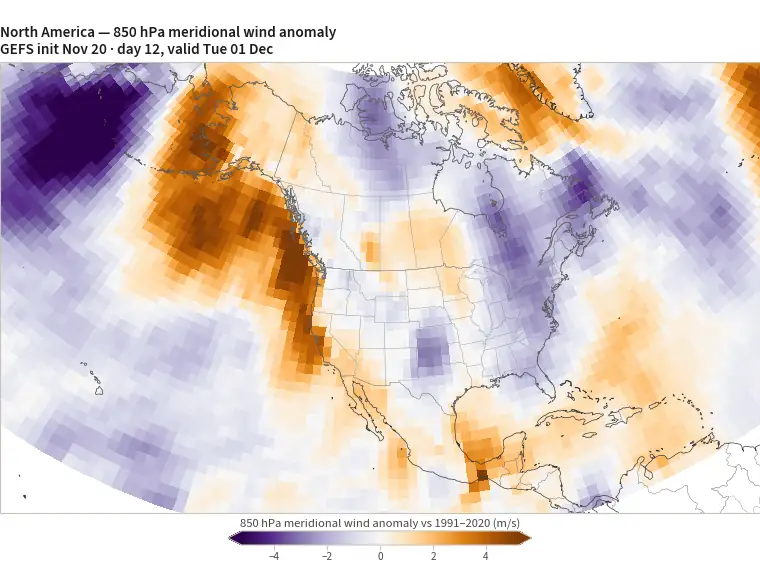 North America — 850 hPa meridional wind anomaly
GEFS init Nov 20 · day 12, valid Tue 01 Dec
850 hPa meridional wind anomaly vs 1991–2020 (m/s)
−4 −2 0 2 4